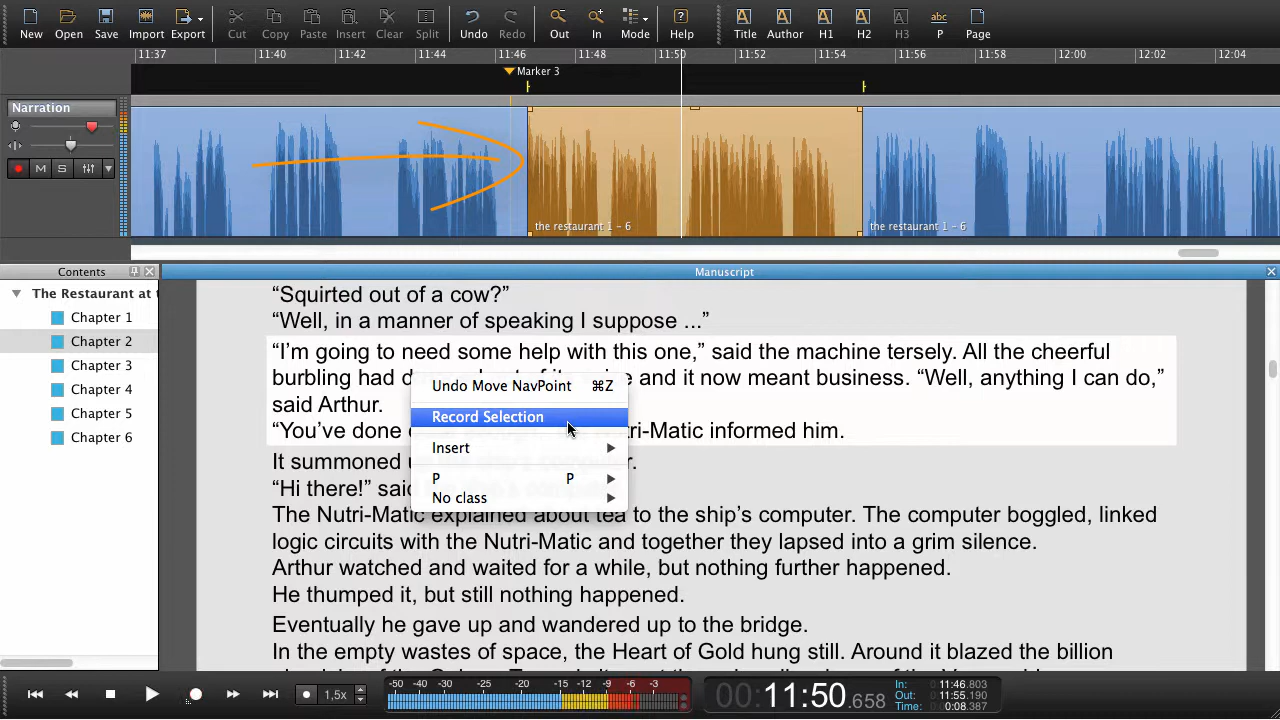 New Open Save Import Export Cut Copy Paste Insert Clear Split Undo Redo Out In Mode Help Title Author H1 H2 H3 abc P Page
11:37 11:40 11:42 11:44 11:46 11:48 11:50 11:52 11:54 11:56 11:58 12:00 12:02 12:04
Marker 3
Narration
M S
the restaurant 1 – 6 the restaurant 1 – 6
Contents Manuscript
The Restaurant at t
Chapter 1
Chapter 2
Chapter 3
Chapter 4
Chapter 5
Chapter 6
“Squirted out of a cow?”
“Well, in a manner of speaking I suppose ...”
“I’m going to need some help with this one,” said the machine tersely. All the cheerful
burbling had and it now meant business. “Well, anything I can do,”
said Arthur.
“You’ve done tri-Matic informed him.
It summoned
“Hi there!” said
The Nutri-Matic explained about tea to the ship’s computer. The computer boggled, linked
logic circuits with the Nutri-Matic and together they lapsed into a grim silence.
Arthur watched and waited for a while, but nothing further happened.
He thumped it, but still nothing happened.
Eventually he gave up and wandered up to the bridge.
In the empty wastes of space, the Heart of Gold hung still. Around it blazed the billion
Undo Move NavPoint ⌘Z
Record Selection
Insert
P P
No class
1,5x
-50 -40 -30 -25 -20 -15 -12 -9 -6 -3
00:11:50.658
In: 0:11:46.803
Out: 0:11:55.190
Time: 0:00:08.387